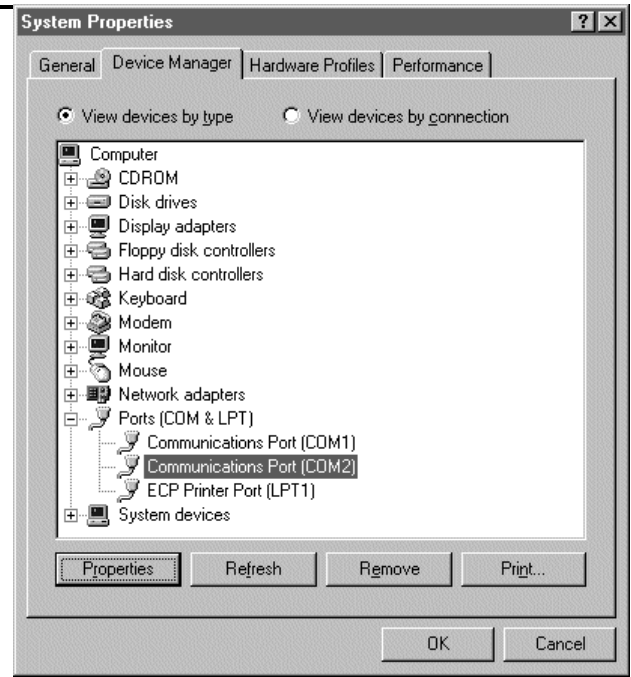 System Properties
General Device Manager Hardware Profiles Performance
View devices by type View devices by connection
Computer
CDROM
Disk drives
Display adapters
Floppy disk controllers
Hard disk controllers
Keyboard
Modem
Monitor
Mouse
Network adapters
Ports (COM & LPT)
Communications Port (COM1)
Communications Port (COM2)
ECP Printer Port (LPT1)
System devices
Properties Refresh Remove Print...
OK Cancel